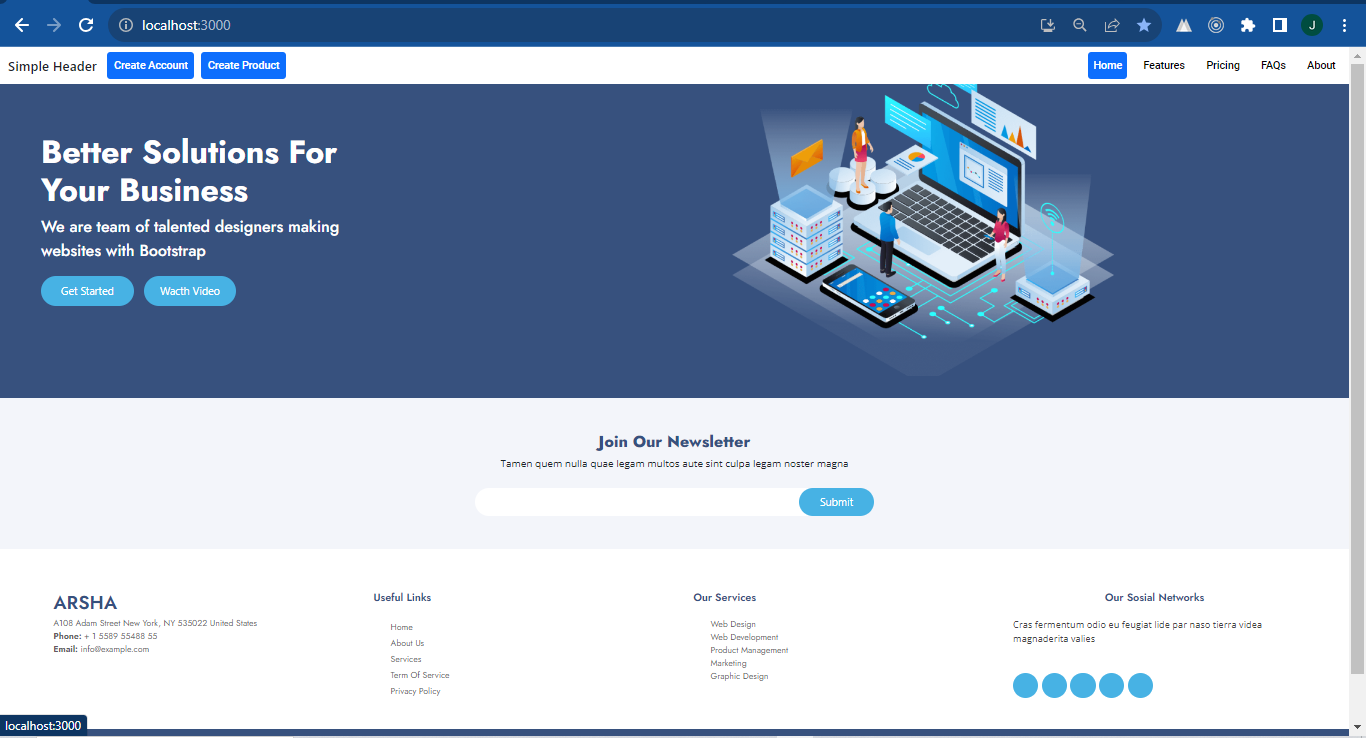 localhost:3000
J
Simple Header Create Account Create Product Home Features Pricing FAQs About
Better Solutions For
Your Business
We are team of talented designers making
websites with Bootstrap
Get Started Wacth Video
Join Our Newsletter
Tamen quem nulla quae legam multos aute sint culpa legam noster magna
Submit
ARSHA
A108 Adam Street New York, NY 535022 United States
Phone: + 1 5589 55488 55
Email: info@example.com
Useful Links
Home
About Us
Services
Term Of Service
Privacy Policy
Our Services
Web Design
Web Development
Product Management
Marketing
Graphic Design
Our Sosial Networks
Cras fermentum odio eu feugiat lide par naso tierra videa
magnaderita valies
localhost:3000